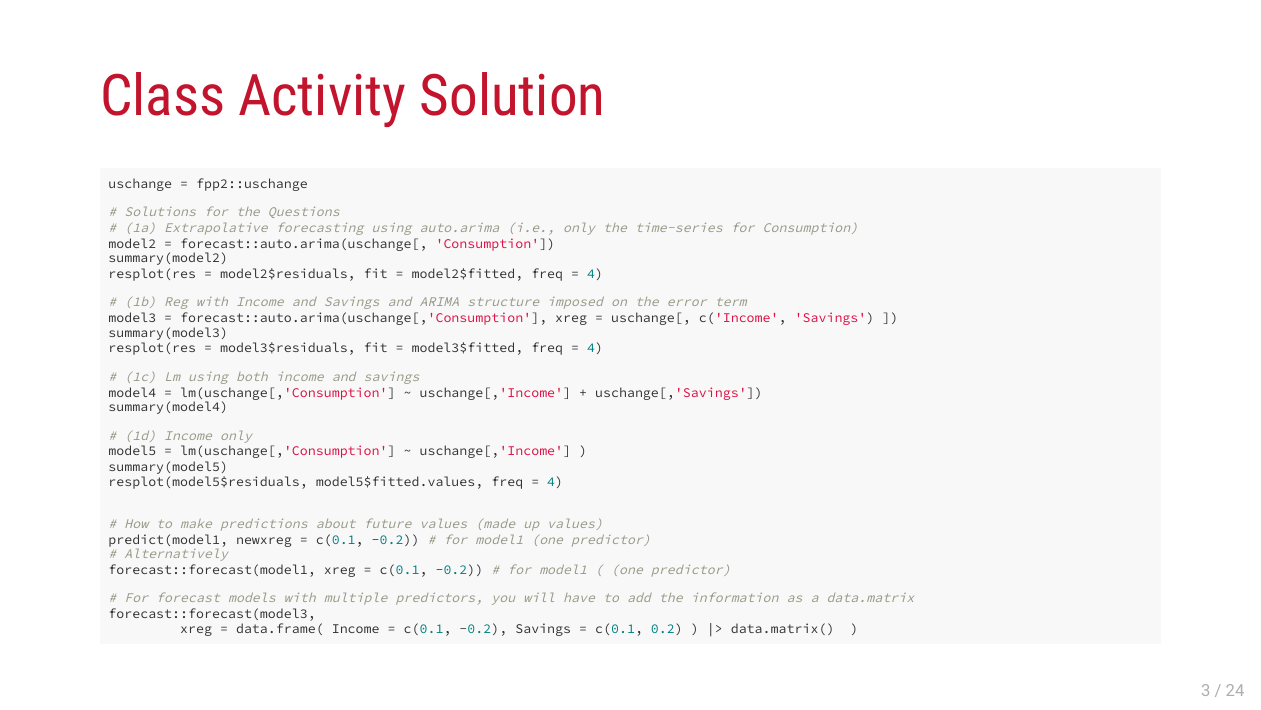 Class Activity Solution
uschange = fpp2::uschange
# Solutions for the Questions
# (1a) Extrapolative forecasting using auto.arima (i.e., only the time-series for Consumption)
model2 = forecast::auto.arima(uschange[, 'Consumption'])
summary(model2)
resplot(res = model2$residuals, fit = model2$fitted, freq = 4)
# (1b) Reg with Income and Savings and ARIMA structure imposed on the error term
model3 = forecast::auto.arima(uschange[,'Consumption'], xreg = uschange[, c('Income', 'Savings') ])
summary(model3)
resplot(res = model3$residuals, fit = model3$fitted, freq = 4)
# (1c) Lm using both income and savings
model4 = lm(uschange[,'Consumption'] ~ uschange[,'Income'] + uschange[,'Savings'])
summary(model4)
# (1d) Income only
model5 = lm(uschange[,'Consumption'] ~ uschange[,'Income'] )
summary(model5)
resplot(model5$residuals, model5$fitted.values, freq = 4)
# How to make predictions about future values (made up values)
predict(model1, newxreg = c(0.1, -0.2)) # for model1 (one predictor)
# Alternatively
forecast::forecast(model1, xreg = c(0.1, -0.2)) # for model1 ( (one predictor)
# For forecast models with multiple predictors, you will have to add the information as a data.matrix
forecast::forecast(model3,
xreg = data.frame( Income = c(0.1, -0.2), Savings = c(0.1, 0.2) ) |> data.matrix()  )
3 / 24